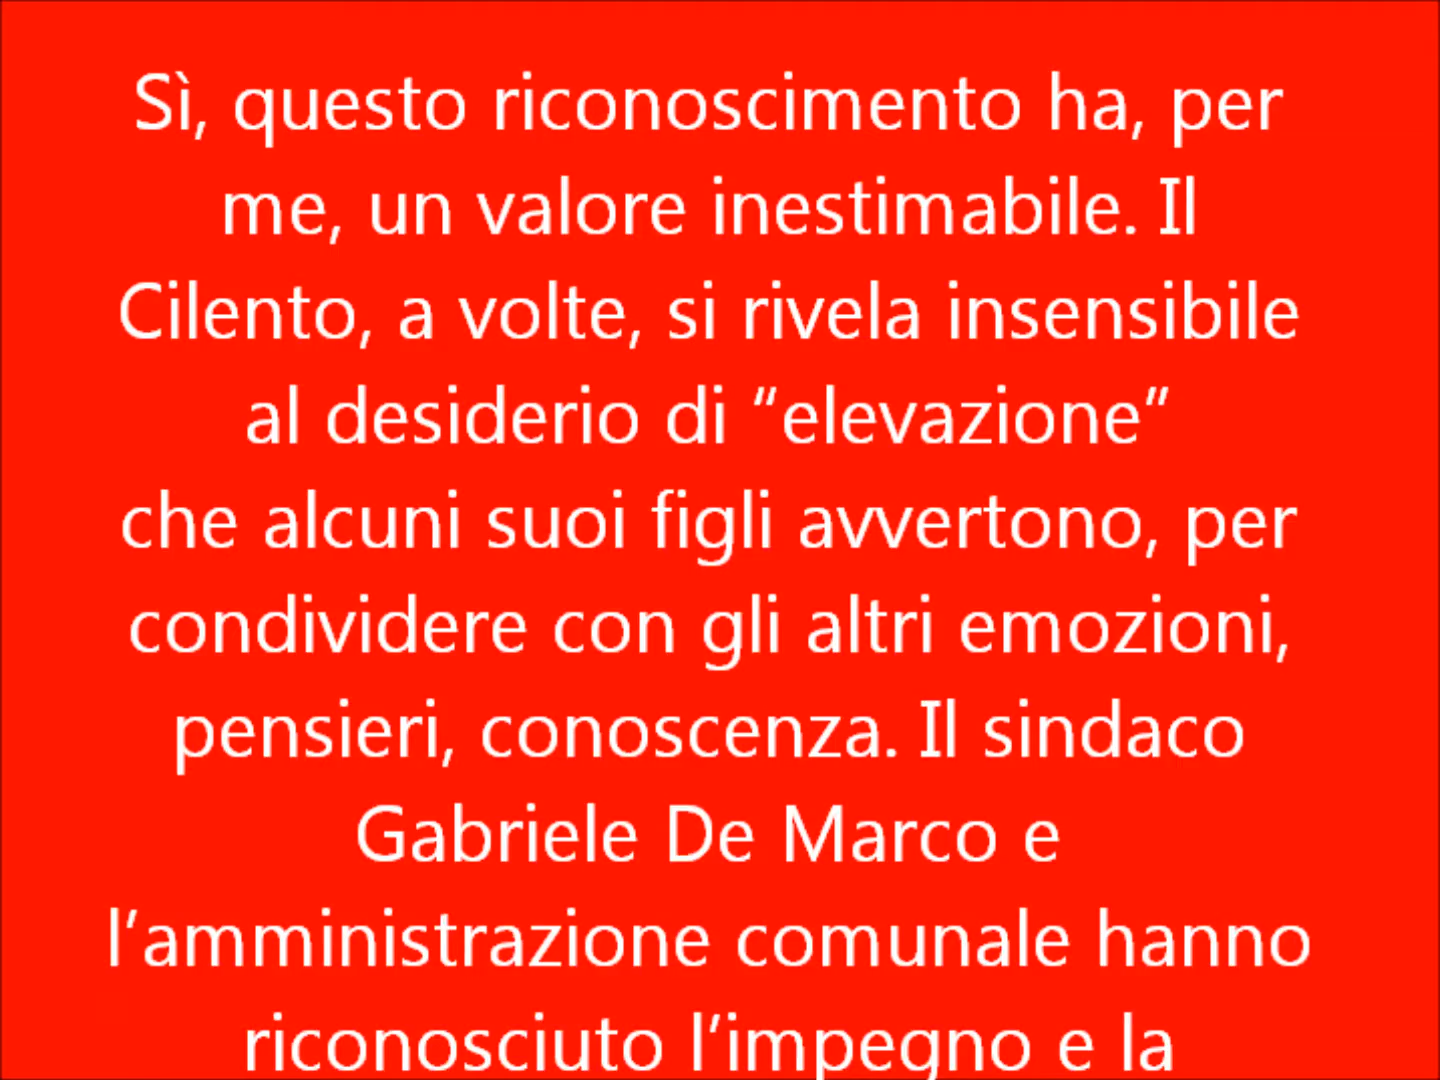 Sì, questo riconoscimento ha, per
me, un valore inestimabile. Il
Cilento, a volte, si rivela insensibile
al desiderio di “elevazione”
che alcuni suoi figli avvertono, per
condividere con gli altri emozioni,
pensieri, conoscenza. Il sindaco
Gabriele De Marco e
l’amministrazione comunale hanno
riconosciuto l’impegno e la